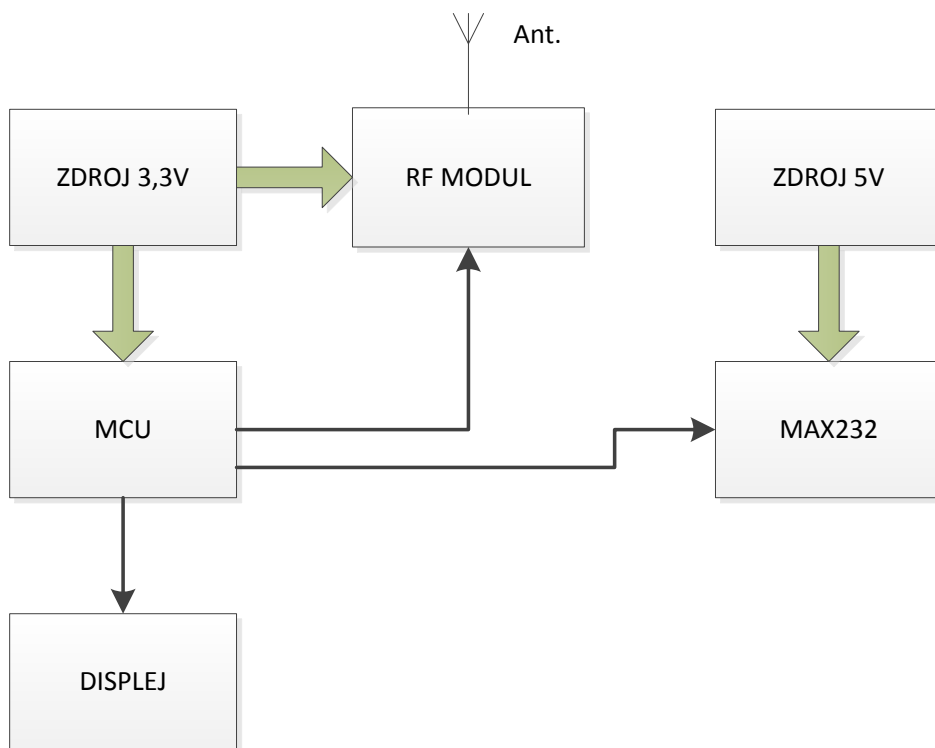 Ant.
ZDROJ 3,3V
RF MODUL
ZDROJ 5V
MCU
MAX232
DISPLEJ